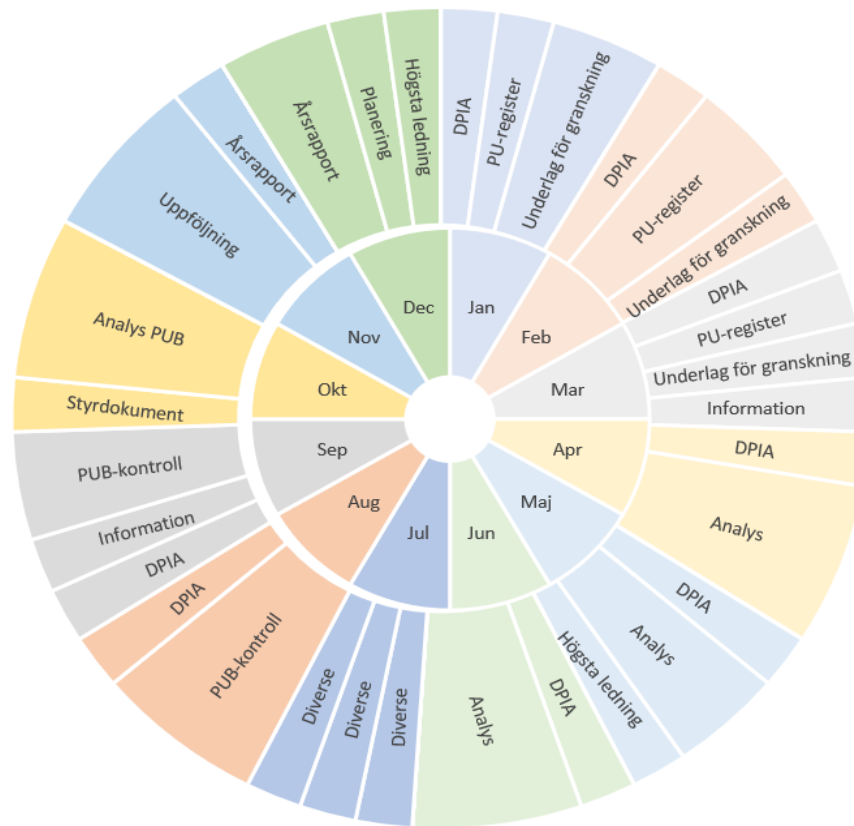 Jan
Feb
Mar
Apr
Maj
Jun
Jul
Aug
Sep
Okt
Nov
Dec
DPIA
PU-register
Underlag för granskning
DPIA
PU-register
Underlag för granskning
DPIA
PU-register
Underlag för granskning
Information
DPIA
Analys
DPIA
Analys
Högsta ledning
DPIA
Analys
Diverse
Diverse
Diverse
PUB-kontroll
DPIA
DPIA
Information
PUB-kontroll
Styrdokument
Analys PUB
Uppföljning
Årsrapport
Årsrapport
Planering
Högsta ledning